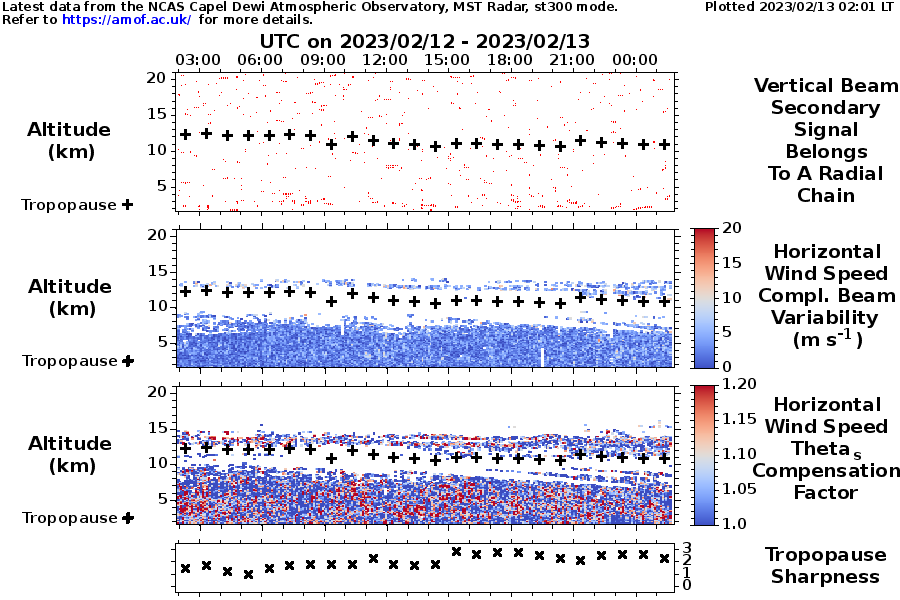 Latest data from the NCAS Capel Dewi Atmospheric Observatory, MST Radar, st300 mode.
Plotted 2023/02/13 02:01 LT
Refer to https://amof.ac.uk/ for more details.
UTC on 2023/02/12 - 2023/02/13
03:00 06:00 09:00 12:00 15:00 18:00 21:00 00:00
20
15
10
5
Altitude
(km)
Tropopause +
Vertical Beam
Secondary
Signal
Belongs
To A Radial
Chain
20
15
10
5
Altitude
(km)
Tropopause +
20
15
10
5
0
Horizontal
Wind Speed
Compl. Beam
Variability
(m s-1)
20
15
10
5
Altitude
(km)
Tropopause +
1.20
1.15
1.10
1.05
1.0
Horizontal
Wind Speed
Theta s
Compensation
Factor
3
2
1
0
Tropopause
Sharpness